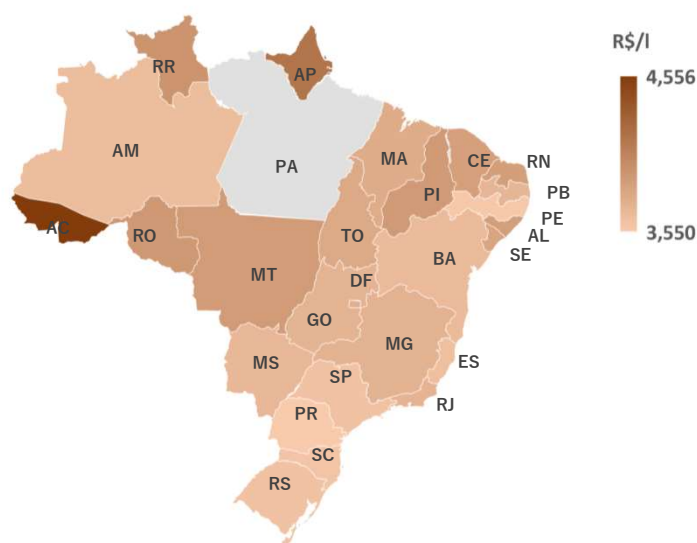 R$/l
4,556
3,550
RR
AP
AM
PA
MA
CE
RN
PI
PB
PE
AL
SE
AC
RO
TO
BA
MT
DF
GO
MG
ES
MS
SP
RJ
PR
SC
RS